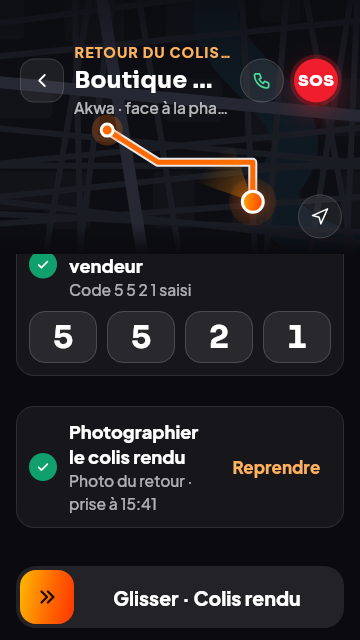 RETOUR DU COLIS…
Boutique …
SOS
Akwa · face à la pha…
vendeur
Code 5 5 2 1 saisi
5 5 2 1
Photographier
le colis rendu
Photo du retour ·
prise à 15:41
Reprendre
Glisser · Colis rendu